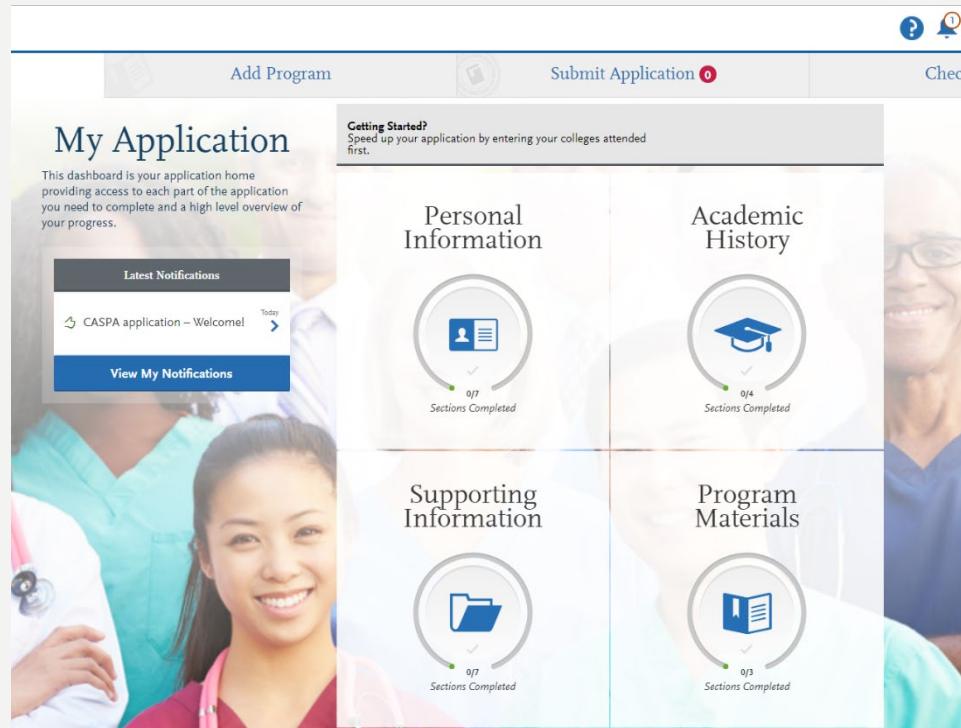 1
Add Program
Submit Application 0
Chec
My Application
This dashboard is your application home
providing access to each part of the application
you need to complete and a high level overview of
your progress.
Latest Notifications
CASPA application – Welcome!
Today
View My Notifications
Getting Started?
Speed up your application by entering your colleges attended
first.
Personal
Information
0/7
Sections Completed
Academic
History
0/4
Sections Completed
Supporting
Information
0/7
Sections Completed
Program
Materials
0/3
Sections Completed